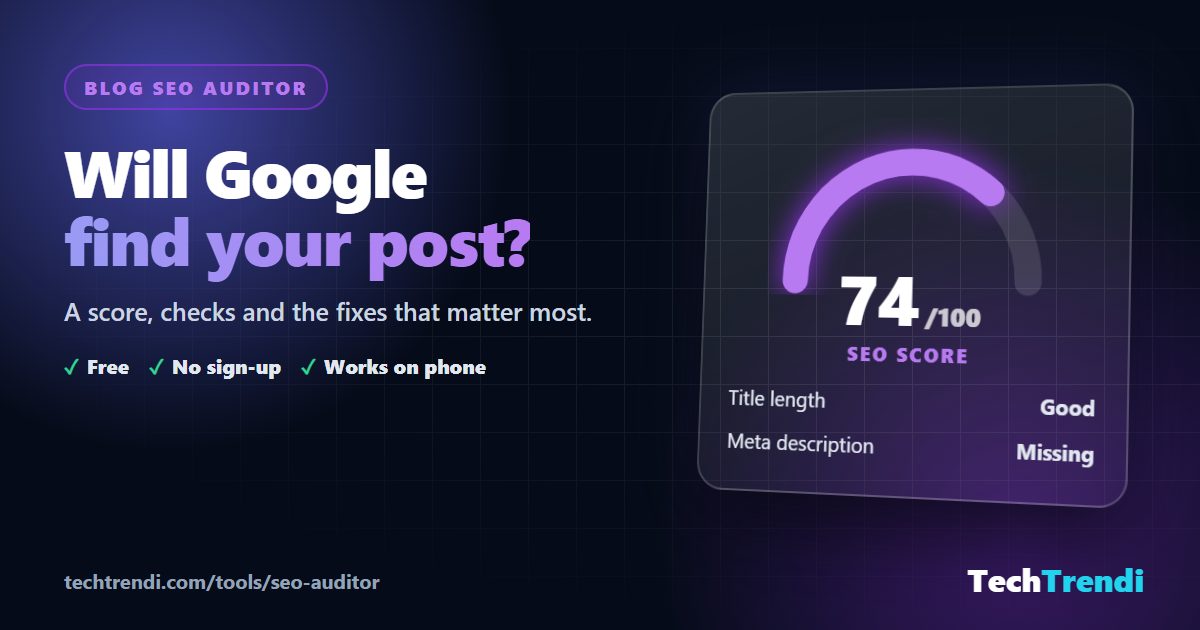 BLOG SEO AUDITOR
Will Google
find your post?
A score, checks and the fixes that matter most.
✓ Free ✓ No sign-up ✓ Works on phone
74 /100
SEO SCORE
Title length Good
Meta description Missing
techtrendi.com/tools/seo-auditor
TechTrendi